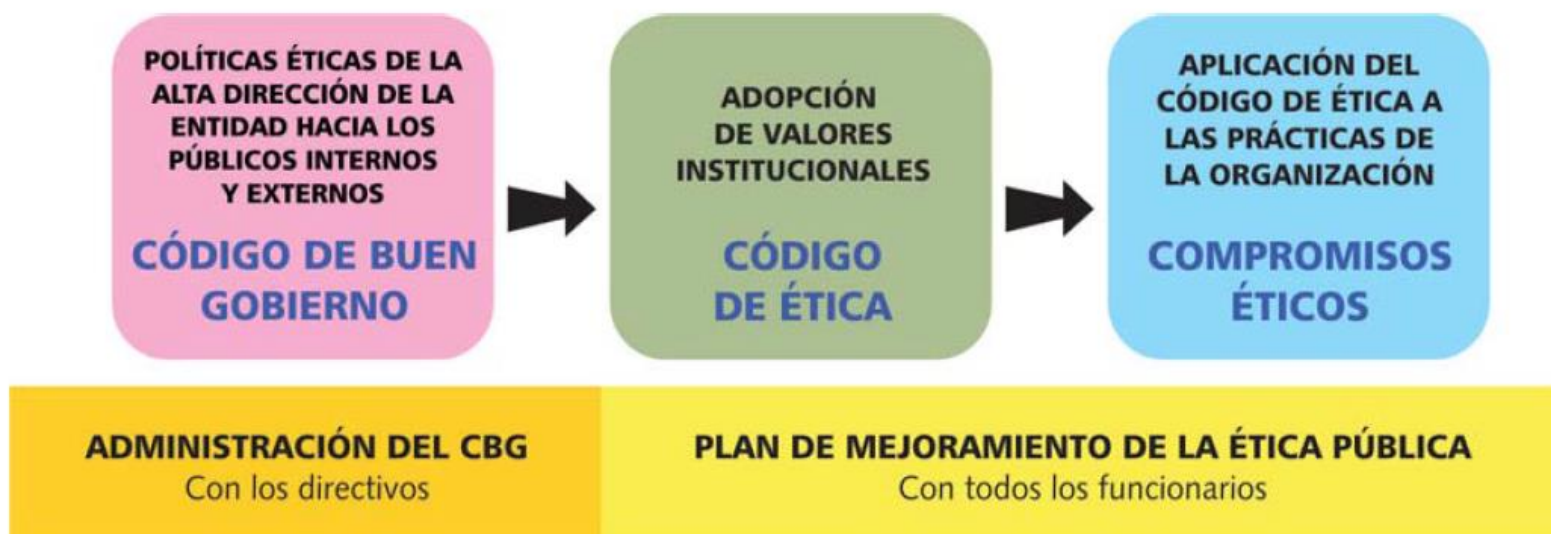 POLÍTICAS ÉTICAS DE LA
ALTA DIRECCIÓN DE LA
ENTIDAD HACIA LOS
PÚBLICOS INTERNOS
Y EXTERNOS
CÓDIGO DE BUEN
GOBIERNO
ADOPCIÓN
DE VALORES
INSTITUCIONALES
CÓDIGO
DE ÉTICA
APLICACIÓN DEL
CÓDIGO DE ÉTICA A
LAS PRÁCTICAS DE
LA ORGANIZACIÓN
COMPROMISOS
ÉTICOS
ADMINISTRACIÓN DEL CBG
Con los directivos
PLAN DE MEJORAMIENTO DE LA ÉTICA PÚBLICA
Con todos los funcionarios